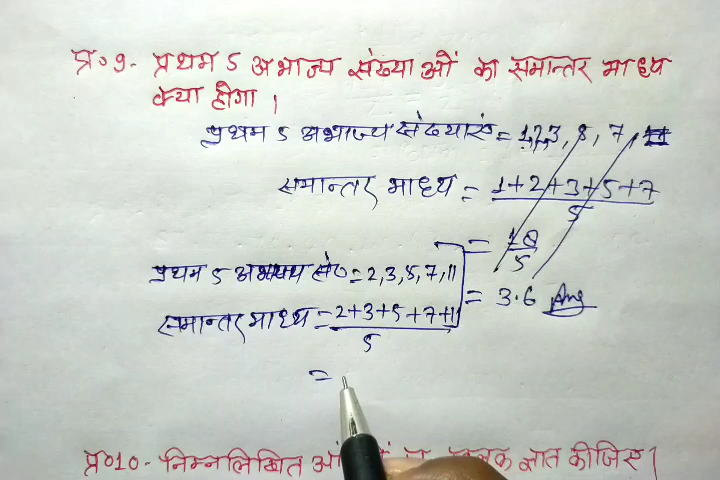 प्र०9- प्रथम 5 अभाज्य संख्याओं का समान्तर माध्य
क्या होगा।
प्रथम 5 अभाज्य संख्याएं = 1,2,3, 5, 7, 11
समान्तर माध्य = 1+2+3+5+7
5
= 18
5
= 3.6 Ans
प्रथम 5 सं० = 2,3,5,7,11
समान्तर माध्य = 2+3+5+7+11
5
=
प्र०10- निम्नलिखित ज्ञात कीजिए।